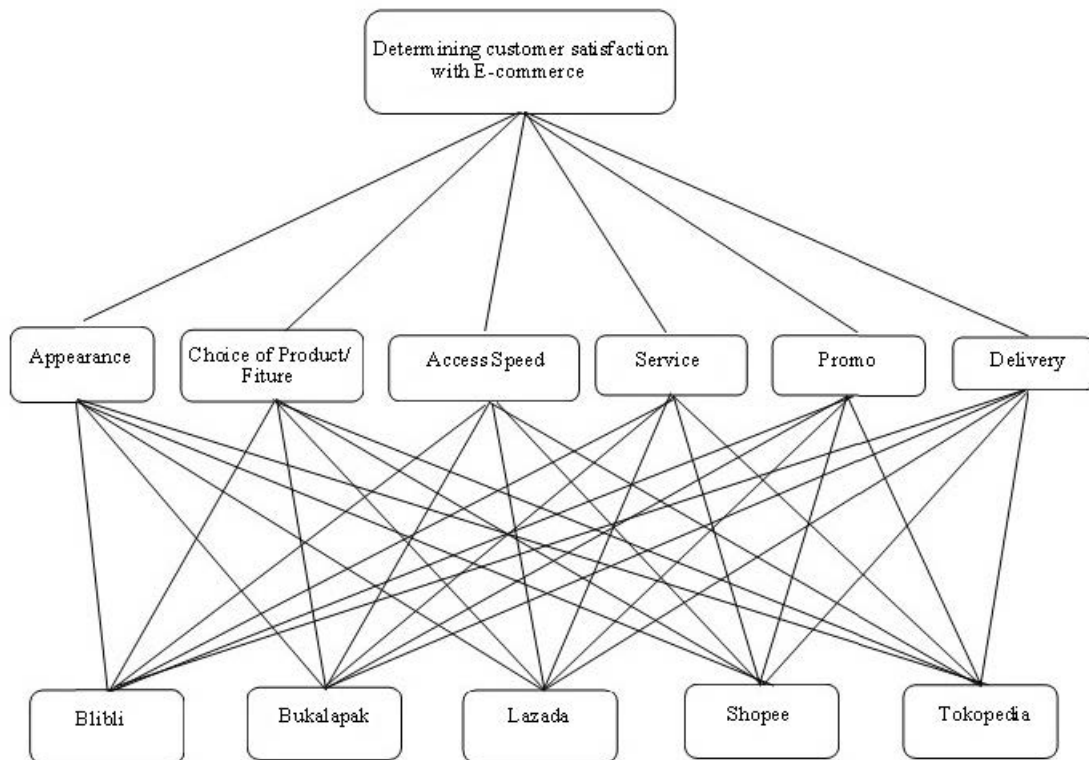 Determining customer satisfaction
with E-commerce
Appearance
Choice of Product/
Fiture
Access Speed
Service
Promo
Delivery
Blibli
Bukalapak
Lazada
Shopee
Tokopedia